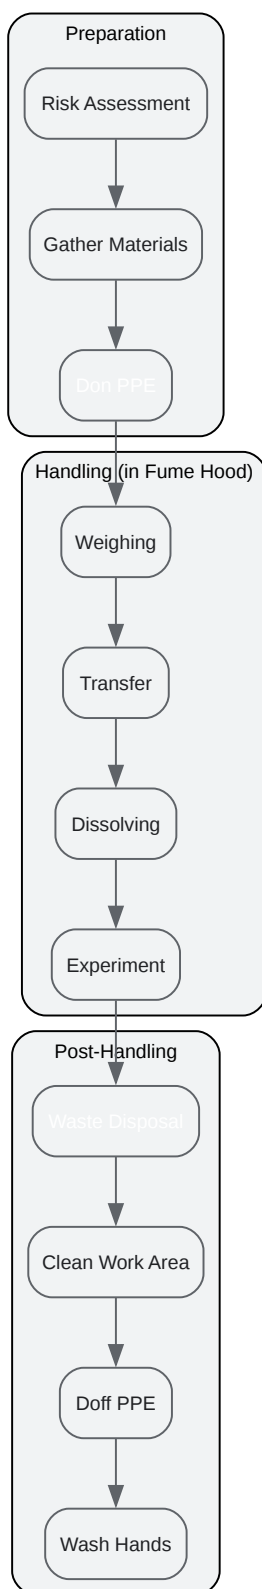 Preparation
Risk Assessment
Gather Materials
Don PPE
Handling (in Fume Hood)
Weighing
Transfer
Dissolving
Experiment
Post-Handling
Waste Disposal
Clean Work Area
Doff PPE
Wash Hands